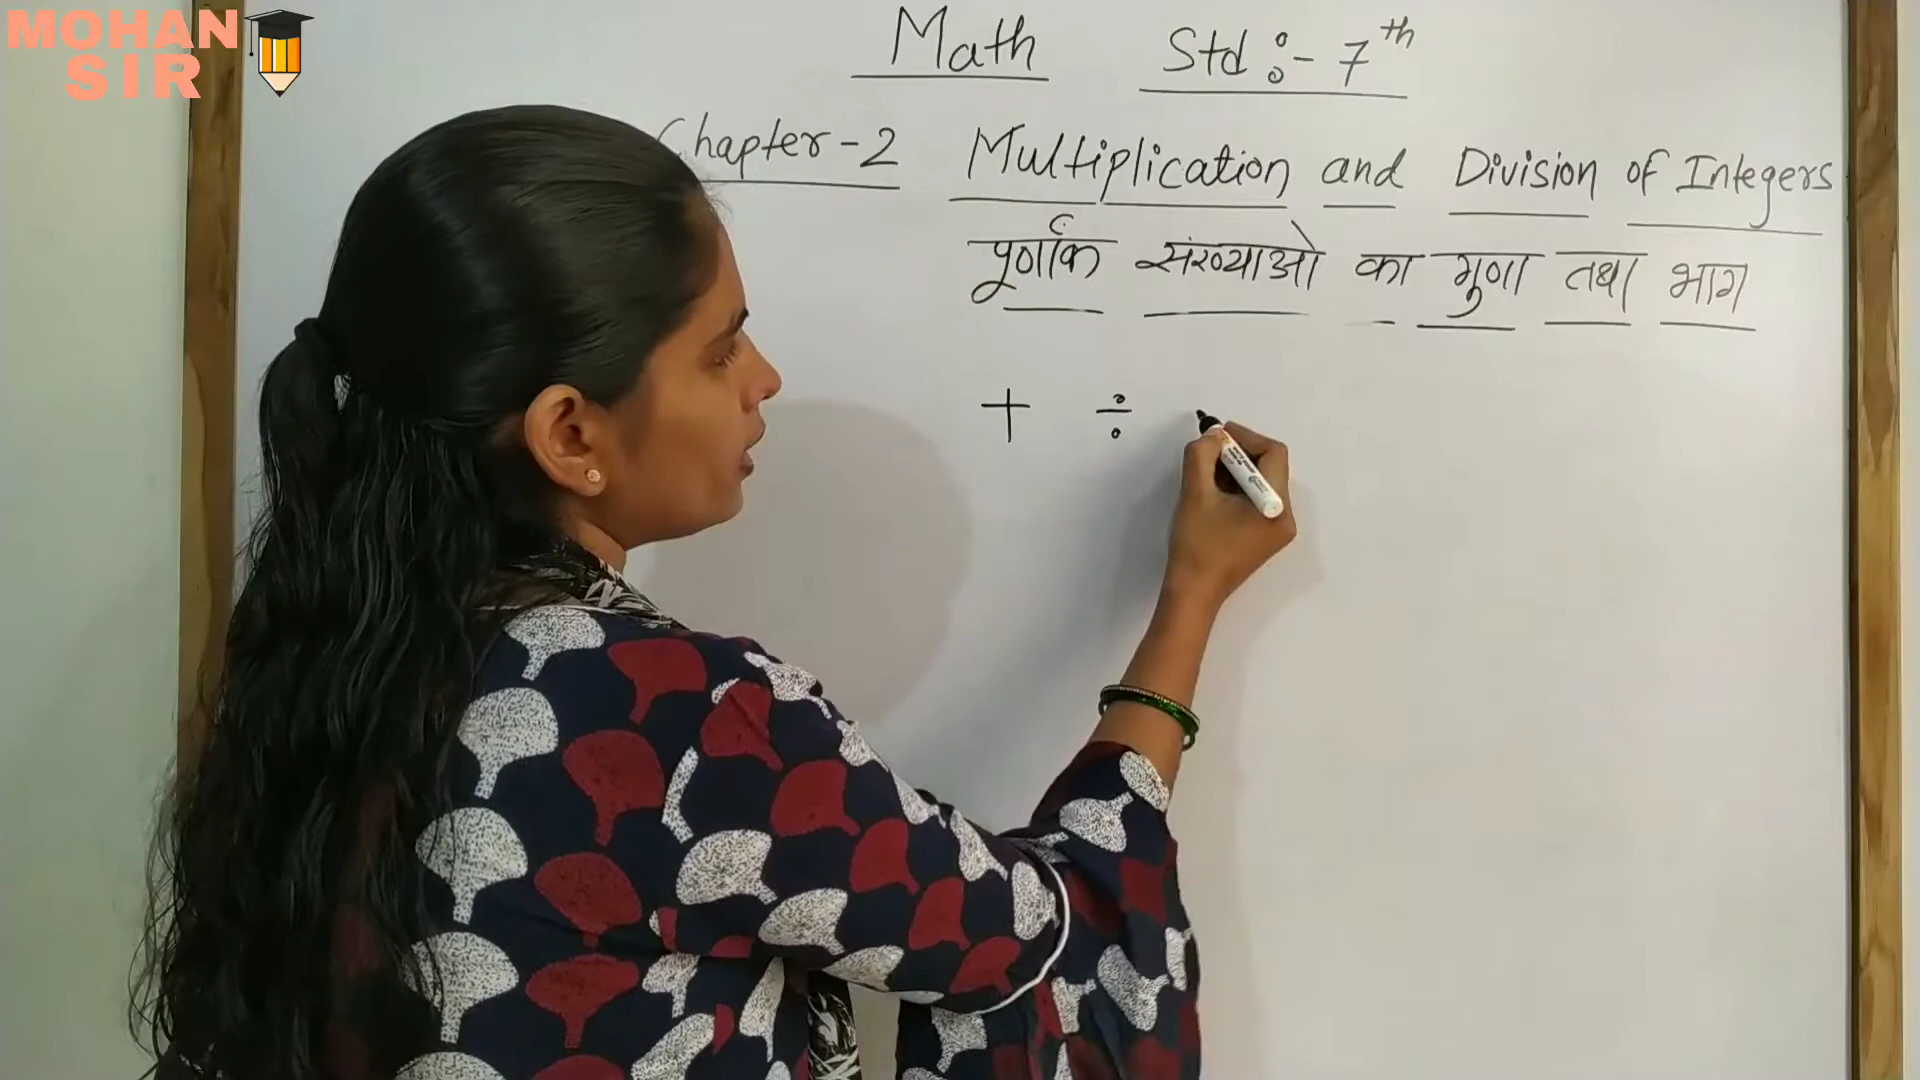 MOHAN
SIR
Math Std :- 7th
Chapter-2 Multiplication and Division of Integers
पूर्णांक संख्याओ का गुणा तथा भाग
+ ÷